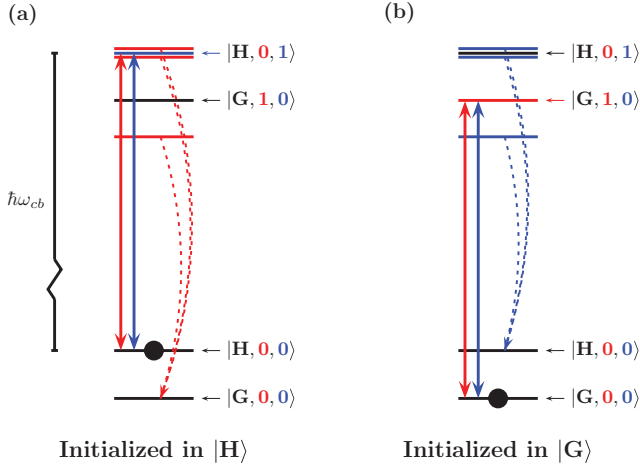 (a)
(b)
|H, 0, 1⟩
|G, 1, 0⟩
ħω_cb
|H, 0, 0⟩
|G, 0, 0⟩
Initialized in |H⟩
|H, 0, 1⟩
|G, 1, 0⟩
|H, 0, 0⟩
|G, 0, 0⟩
Initialized in |G⟩